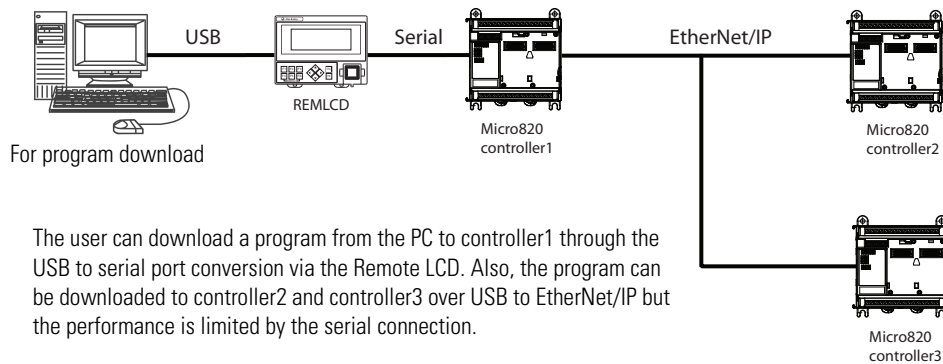 USB
Serial
EtherNet/IP
REMLCD
Micro820
controller1
Micro820
controller2
For program download
The user can download a program from the PC to controller1 through the
USB to serial port conversion via the Remote LCD. Also, the program can
be downloaded to controller2 and controller3 over USB to EtherNet/IP but
the performance is limited by the serial connection.
Micro820
controller3